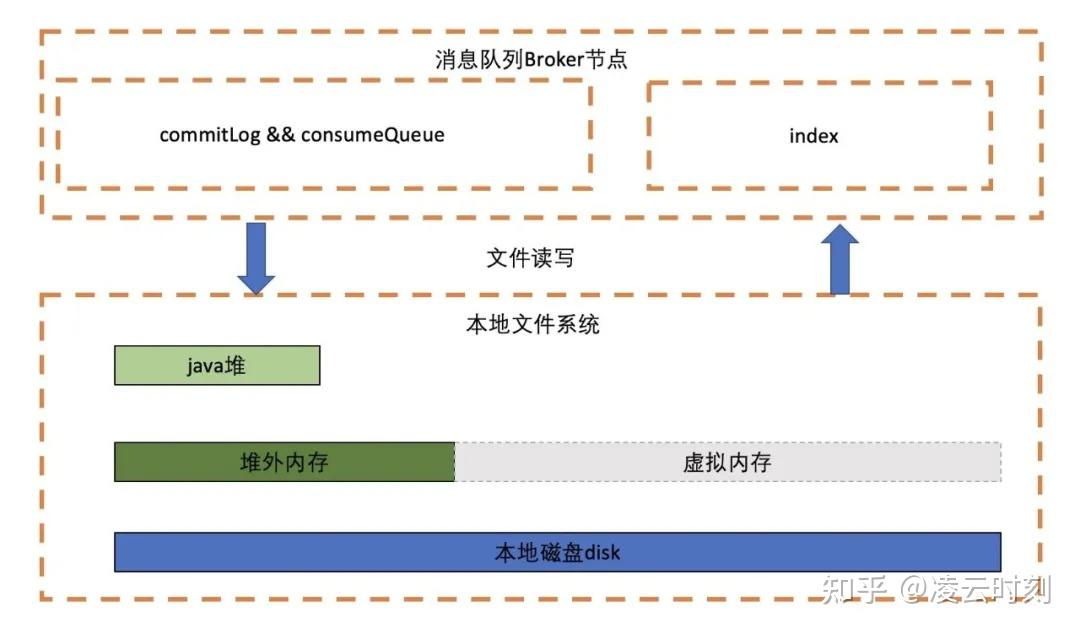 消息队列Broker节点
commitLog && consumeQueue
index
文件读写
本地文件系统
java堆
堆外内存
虚拟内存
本地磁盘disk
知乎 @凌云时刻